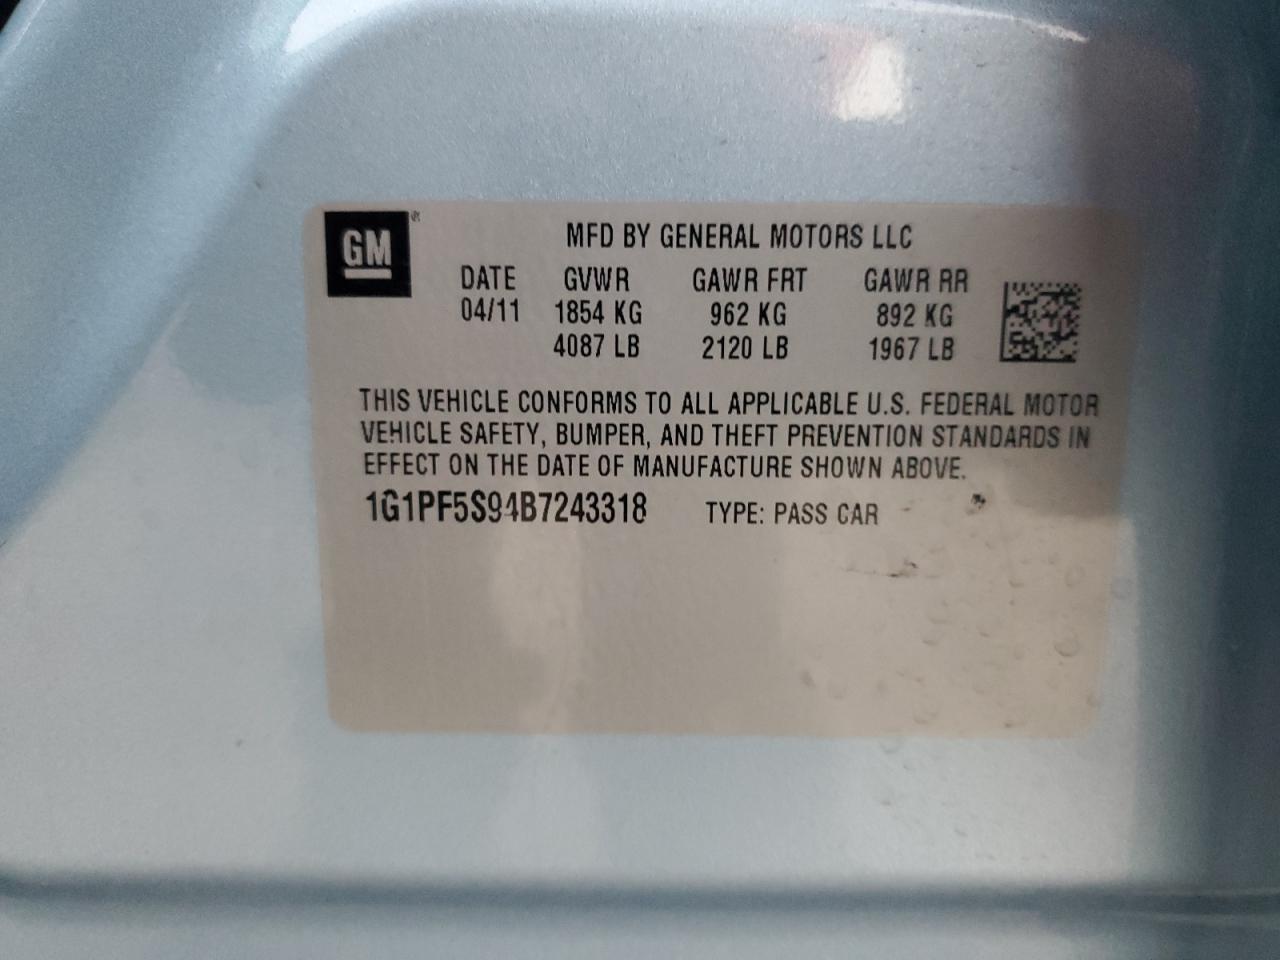 GM
MFD BY GENERAL MOTORS LLC
DATE GVWR GAWR FRT GAWR RR
04/11 1854 KG 962 KG 892 KG
4087 LB 2120 LB 1967 LB
THIS VEHICLE CONFORMS TO ALL APPLICABLE U.S. FEDERAL MOTOR
VEHICLE SAFETY, BUMPER, AND THEFT PREVENTION STANDARDS IN
EFFECT ON THE DATE OF MANUFACTURE SHOWN ABOVE.
1G1PF5S94B7243318 TYPE: PASS CAR